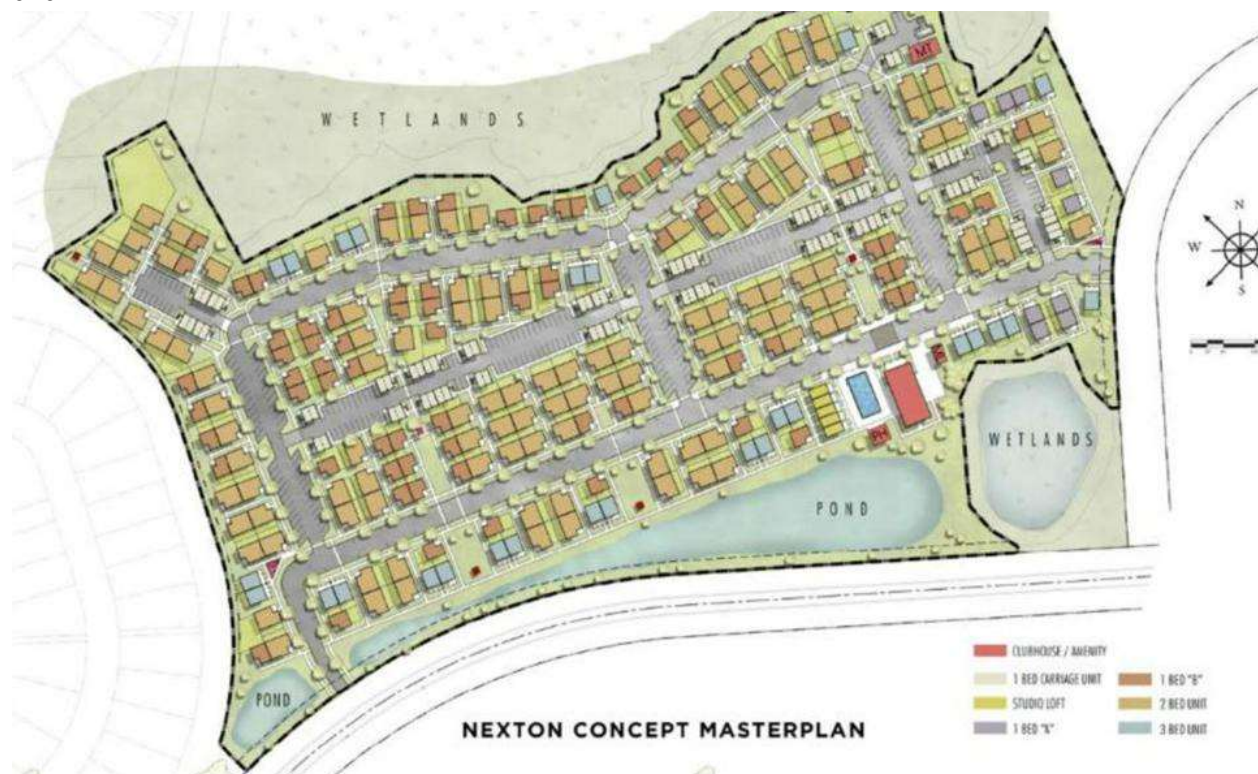 WETLANDS
MT
N
W
S
WETLANDS
PH
POND
POND
CLUBHOUSE / AMENITY
1 BED CARRIAGE UNIT
1 BED "B"
STUDIO LOFT
2 BED UNIT
1 BED "A"
3 BED UNIT
NEXTON CONCEPT MASTERPLAN